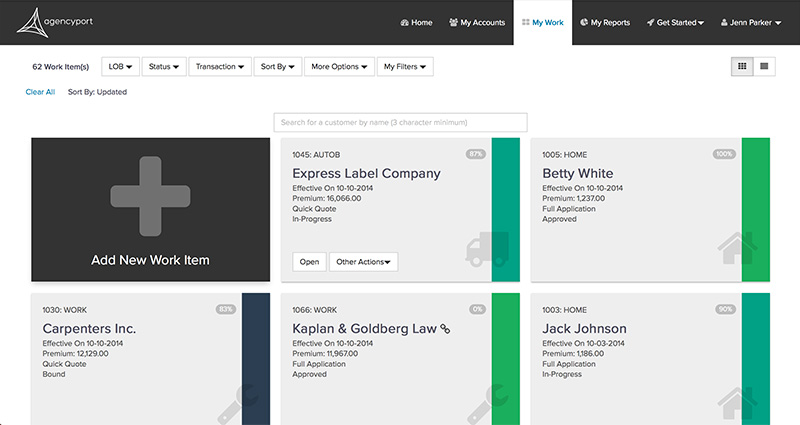 agencyport
Home My Accounts My Work My Reports Get Started Jenn Parker
62 Work Item(s) LOB Status Transaction Sort By More Options My Filters
Clear All Sort By: Updated
Search for a customer by name (3 character minimum)
Add New Work Item
1045: AUTOB 87%
Express Label Company
Effective On 10-10-2014
Premium: 16,066.00
Quick Quote
In-Progress
Open Other Actions
1005: HOME 100%
Betty White
Effective On 10-10-2014
Premium: 1,237.00
Full Application
Approved
1030: WORK 83%
Carpenters Inc.
Effective On 10-10-2014
Premium: 12,129.00
Quick Quote
Bound
1066: WORK 0%
Kaplan & Goldberg Law
Effective On 10-10-2014
Premium: 11,967.00
Full Application
Approved
1003: HOME 90%
Jack Johnson
Effective On 10-03-2014
Premium: 1,186.00
Full Application
In-Progress